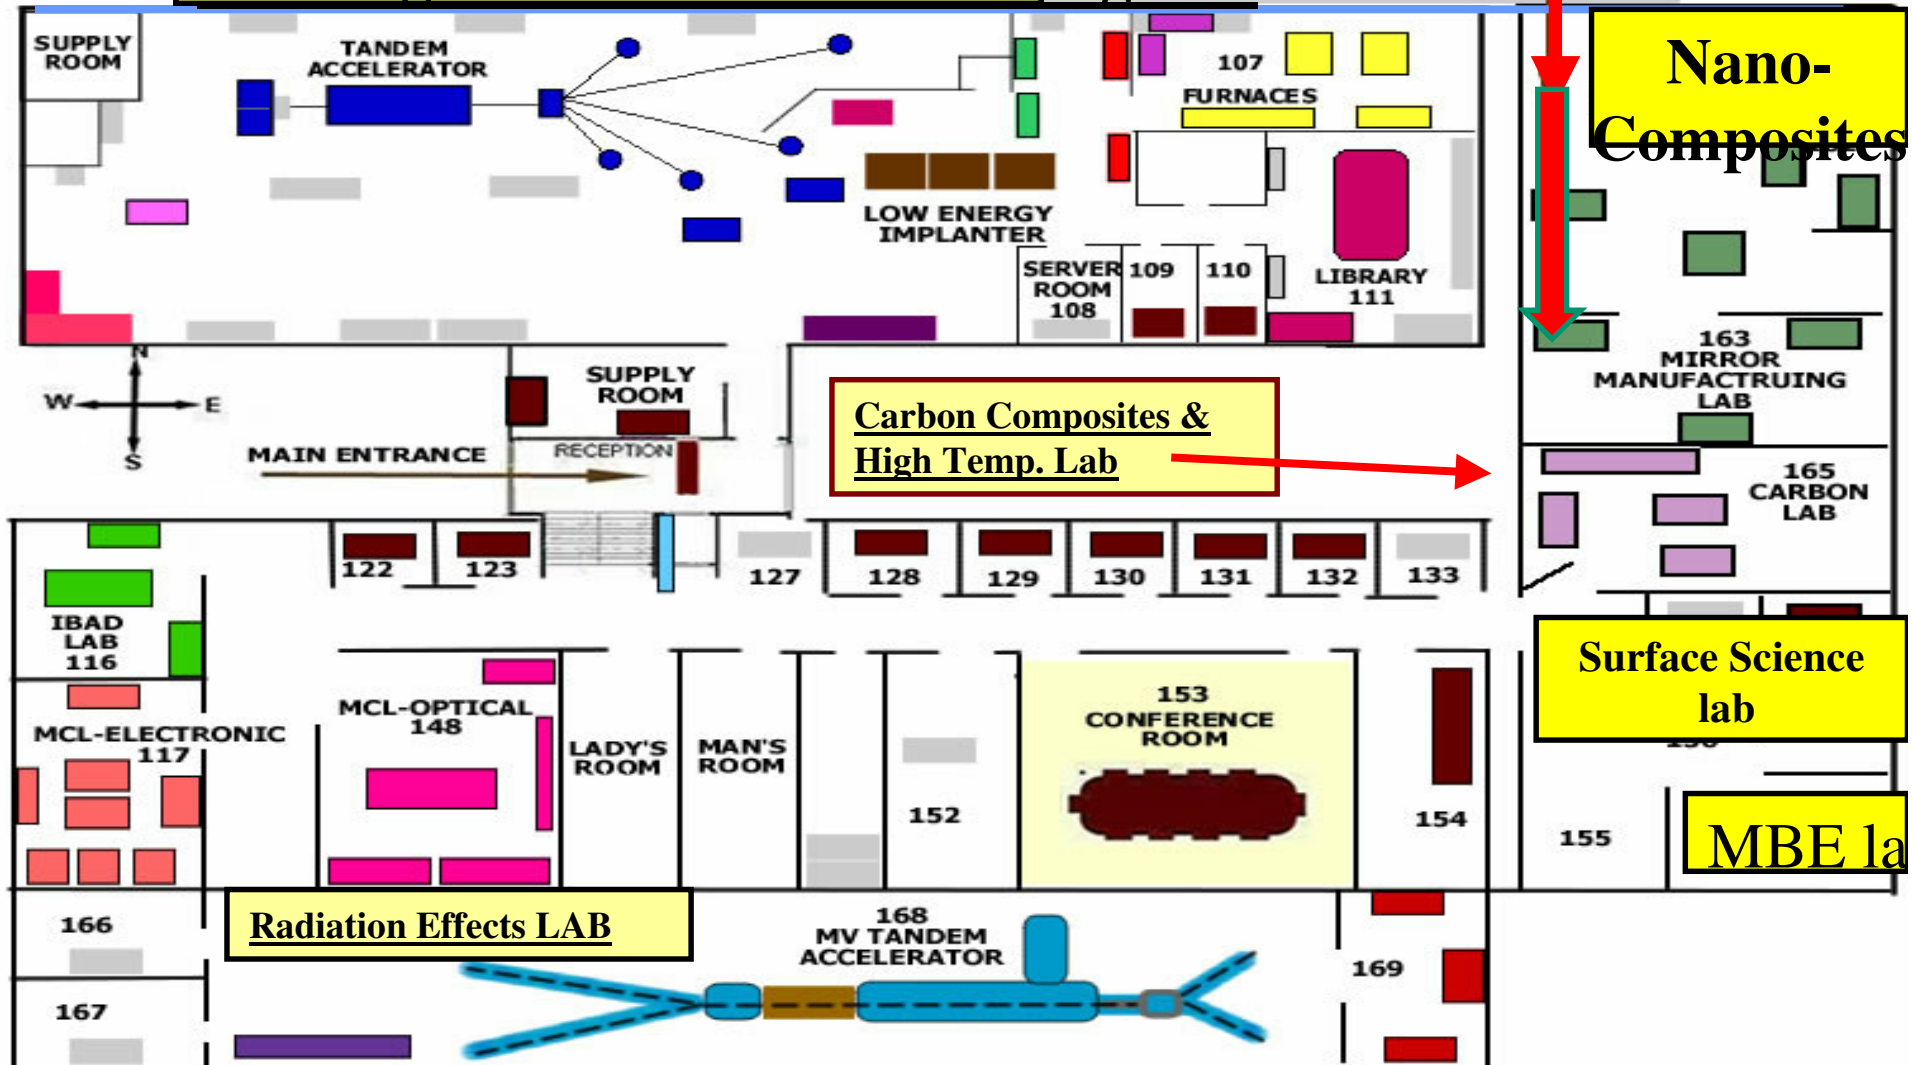 SUPPLY
ROOM
TANDEM
ACCELERATOR
107
FURNACES
Nano-
Composites
LOW ENERGY
IMPLANTER
SERVER
ROOM
108
109
110
LIBRARY
111
163
MIRROR
MANUFACTRUING
LAB
N
W
E
S
SUPPLY
ROOM
MAIN ENTRANCE
RECEPTION
Carbon Composites &
High Temp. Lab
165
CARBON
LAB
122
123
127
128
129
130
131
132
133
IBAD
LAB
116
MCL-ELECTRONIC
117
MCL-OPTICAL
148
LADY'S
ROOM
MAN'S
ROOM
152
153
CONFERENCE
ROOM
154
Surface Science
lab
155
MBE la
166
Radiation Effects LAB
168
MV TANDEM
ACCELERATOR
169
167